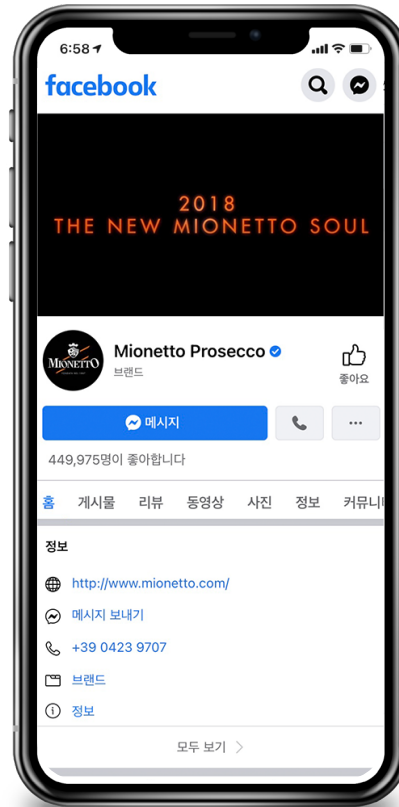 6:58
facebook
2018
THE NEW MIONETTO SOUL
MIONETTO
Mionetto Prosecco
브랜드
좋아요
메시지
449,975명이 좋아합니다
홈 게시물 리뷰 동영상 사진 정보 커뮤니
정보
http://www.mionetto.com/
메시지 보내기
+39 0423 9707
브랜드
정보
모두 보기